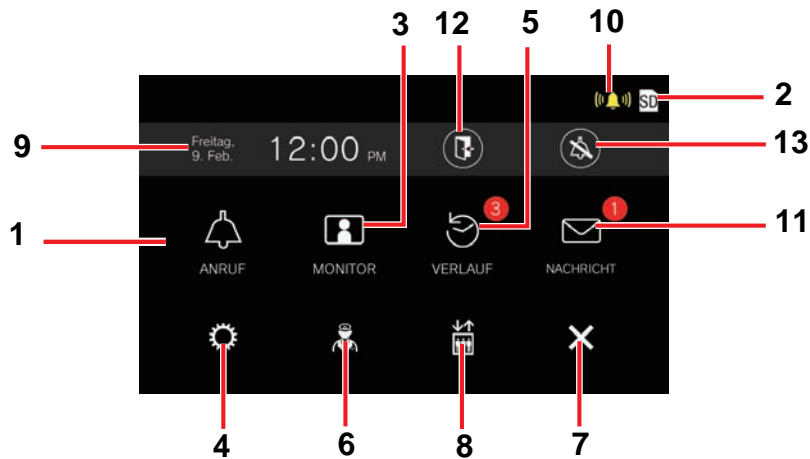 3 12 5 10
SD 2
9 Freitag, 9. Feb. 12:00 PM 13
3 1
1 11
ANRUF MONITOR VERLAUF NACHRICHT
4 6 8 7